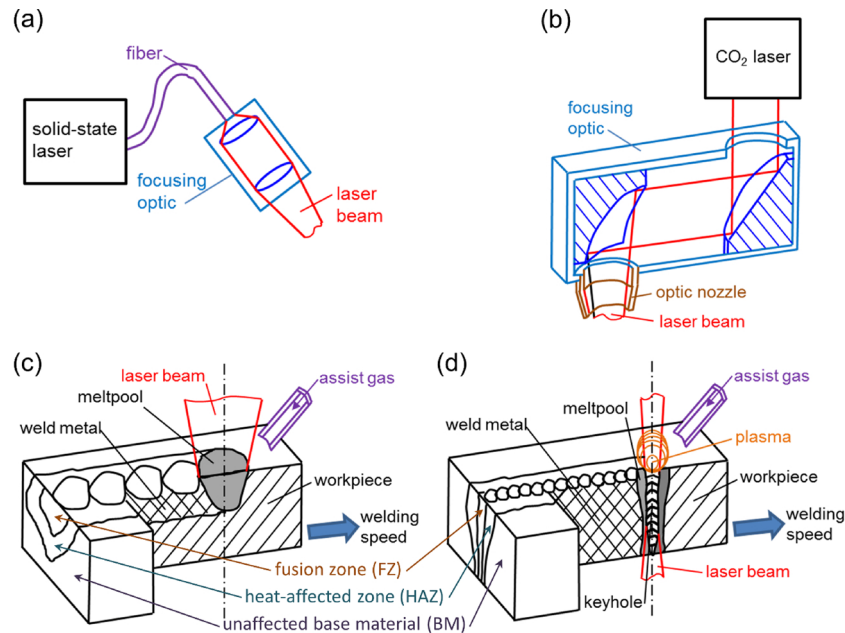 (a)
fiber
solid-state
laser
focusing
optic
laser
beam
(b)
CO₂ laser
focusing
optic
optic nozzle
laser beam
(c)
laser beam
meltpool
weld metal
assist gas
workpiece
welding
speed
fusion zone (FZ)
heat-affected zone (HAZ)
unaffected base material (BM)
(d)
meltpool
weld metal
assist gas
plasma
workpiece
welding
speed
laser beam
keyhole